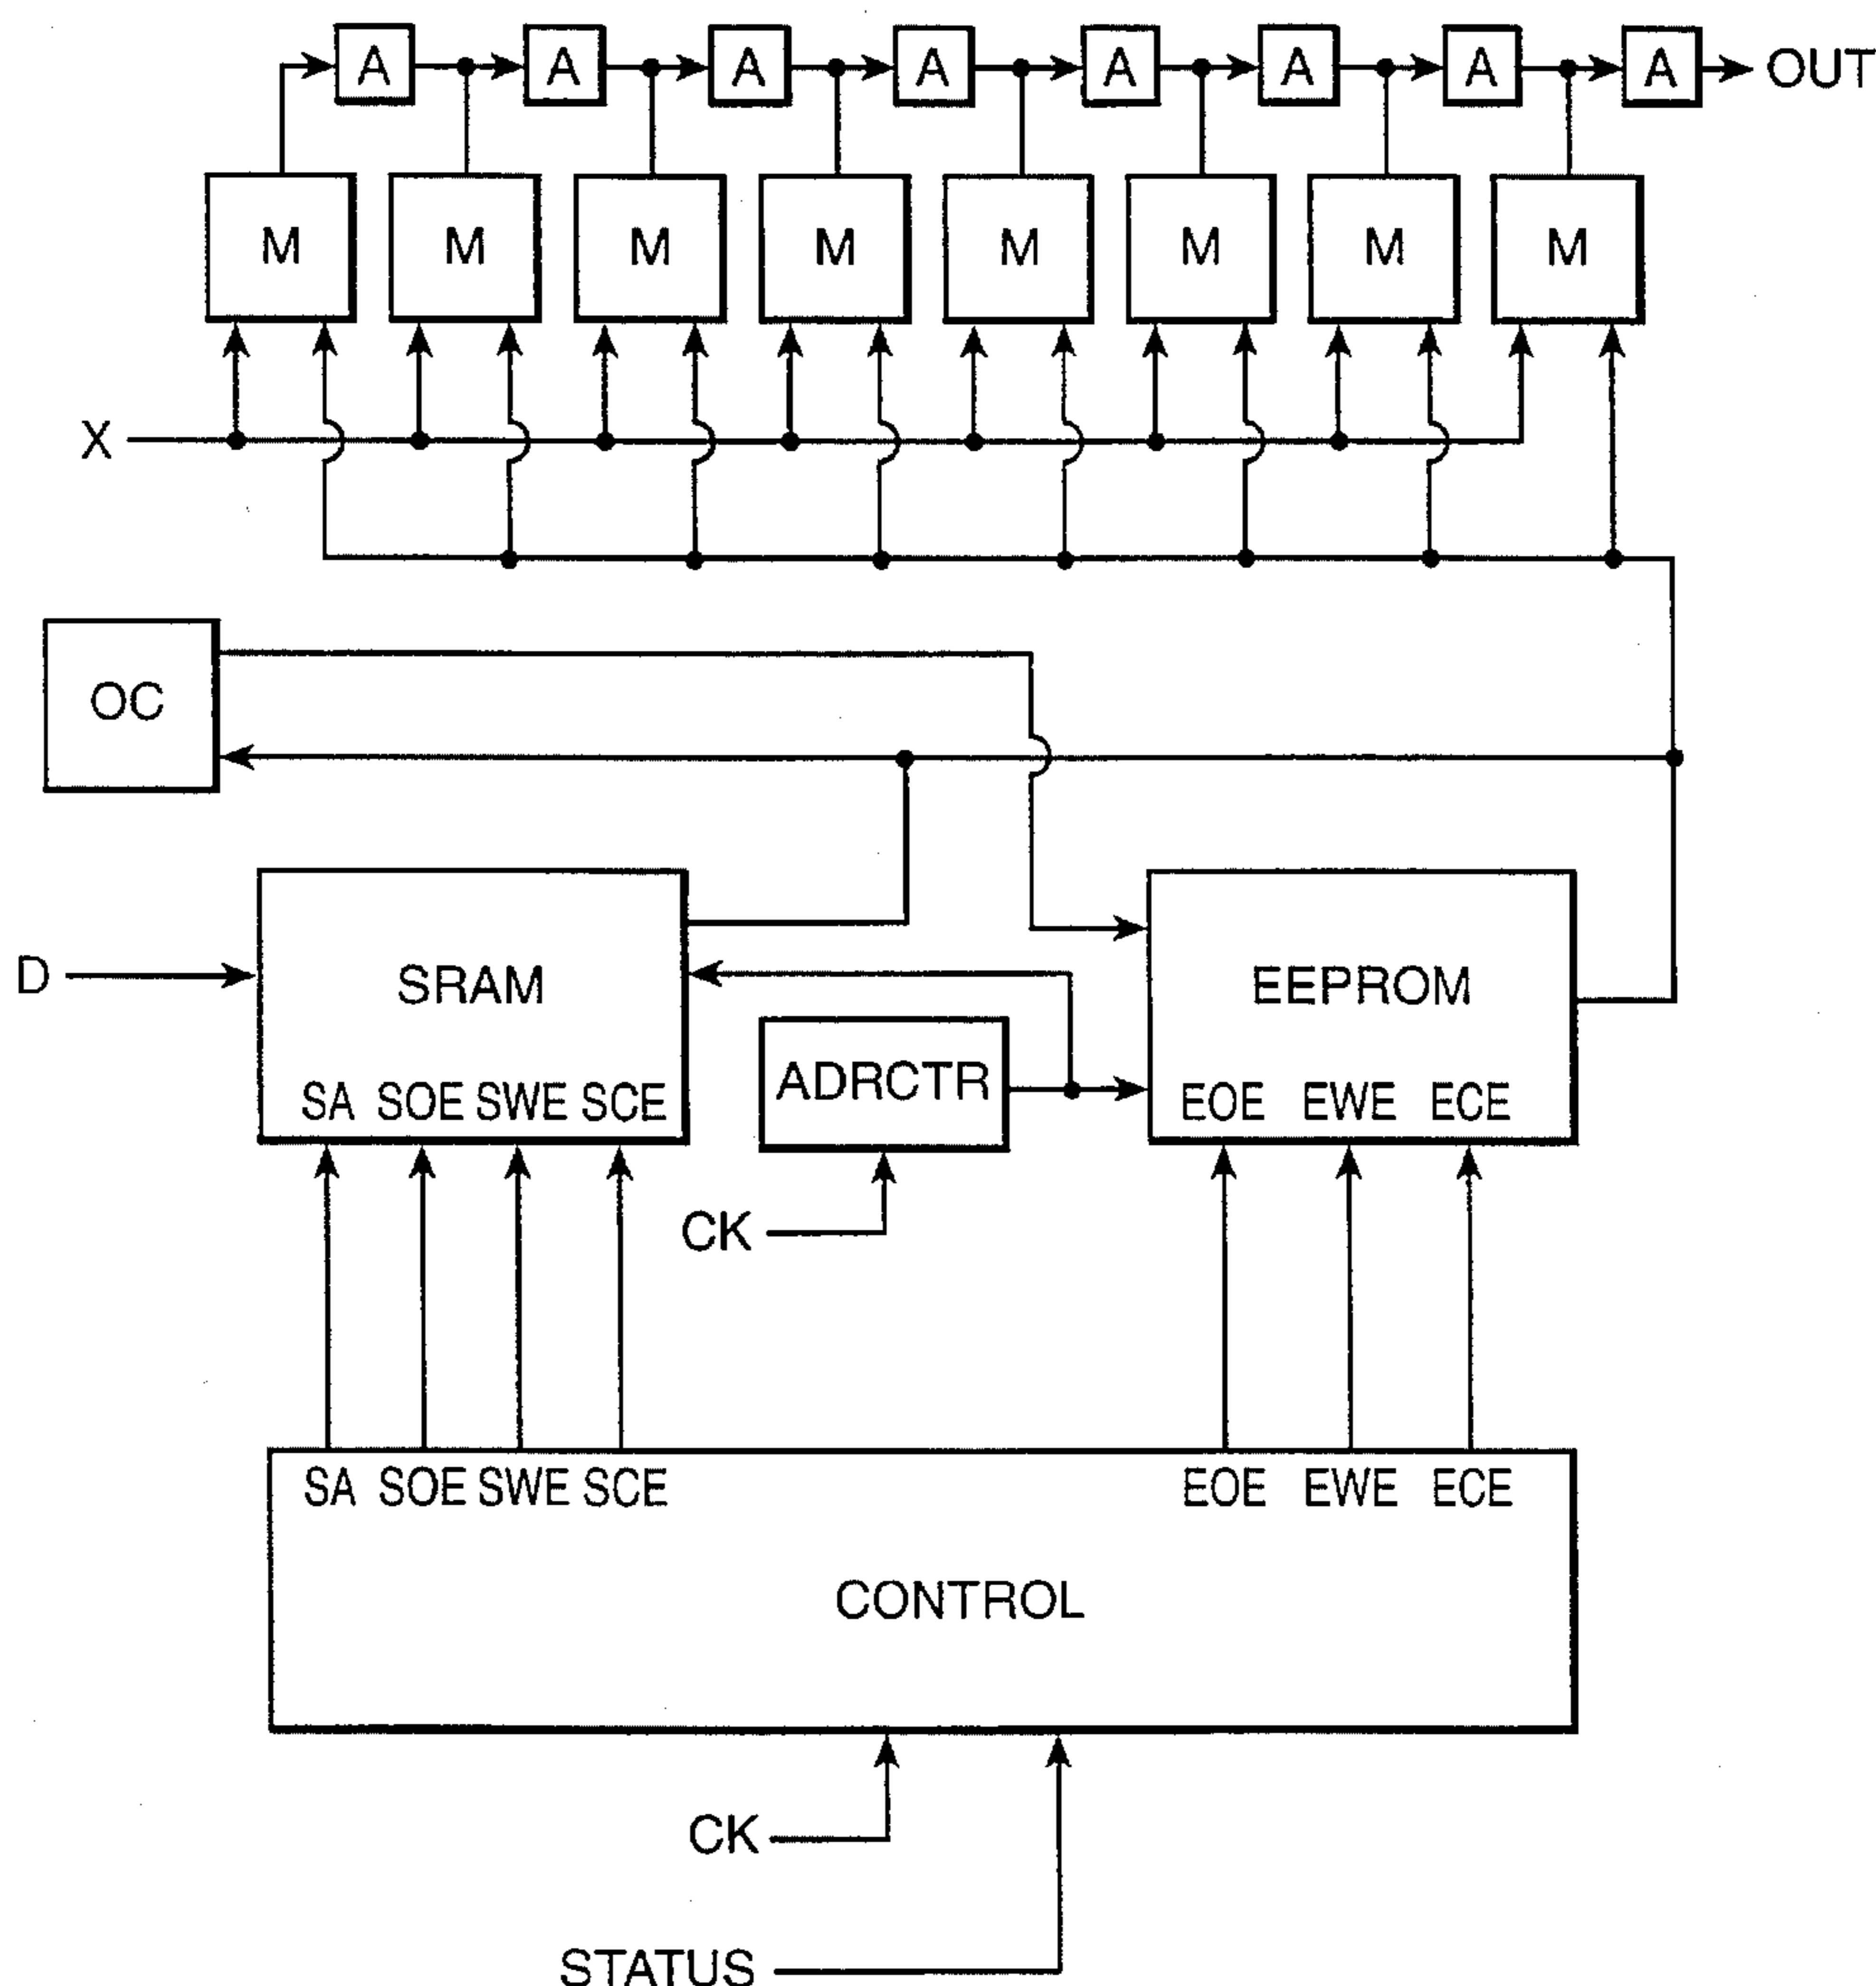 A A A A A A A A OUT
M M M M M M M M
X
OC
D
SRAM
EEPROM
ADRCTR
SA SOE SWE SCE
EOE EWE ECE
CK
SA SOE SWE SCE
EOE EWE ECE
CONTROL
CK
STATUS